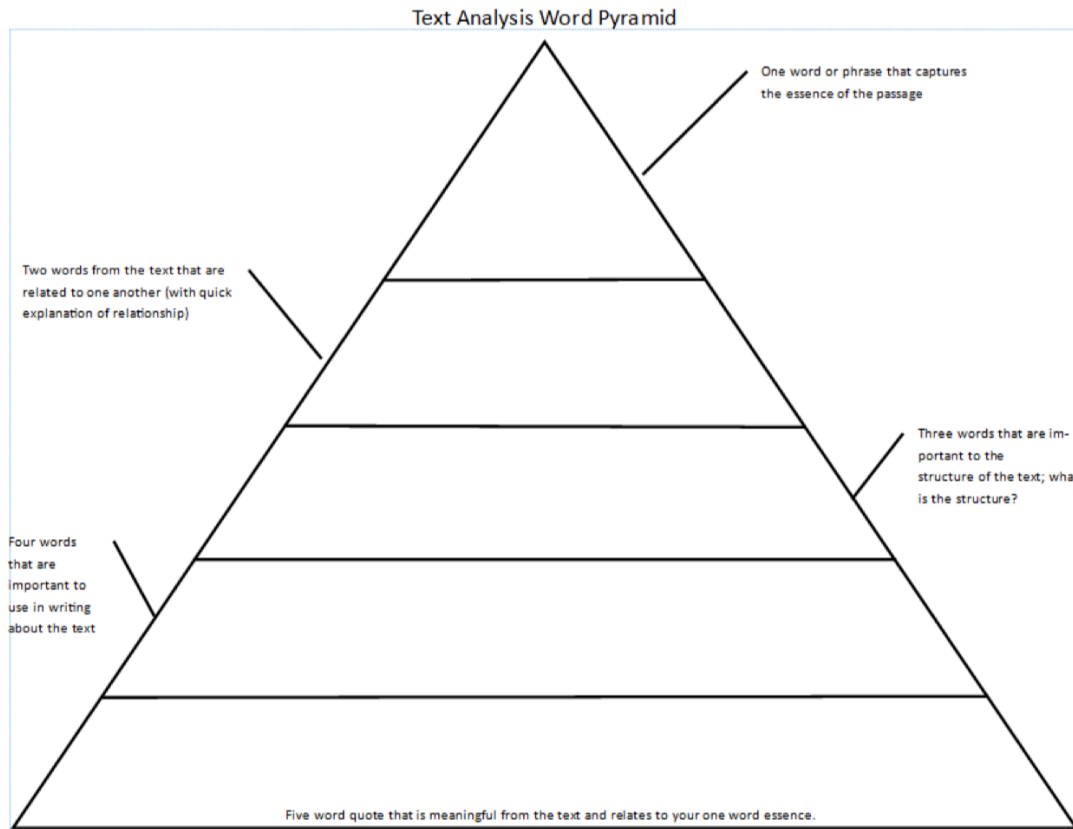 Text Analysis Word Pyramid
One word or phrase that captures
the essence of the passage
Two words from the text that are
related to one another (with quick
explanation of relationship)
Three words that are im-
portant to the
structure of the text; wha
is the structure?
Four words
that are
important to
use in writing
about the text
Five word quote that is meaningful from the text and relates to your one word essence.